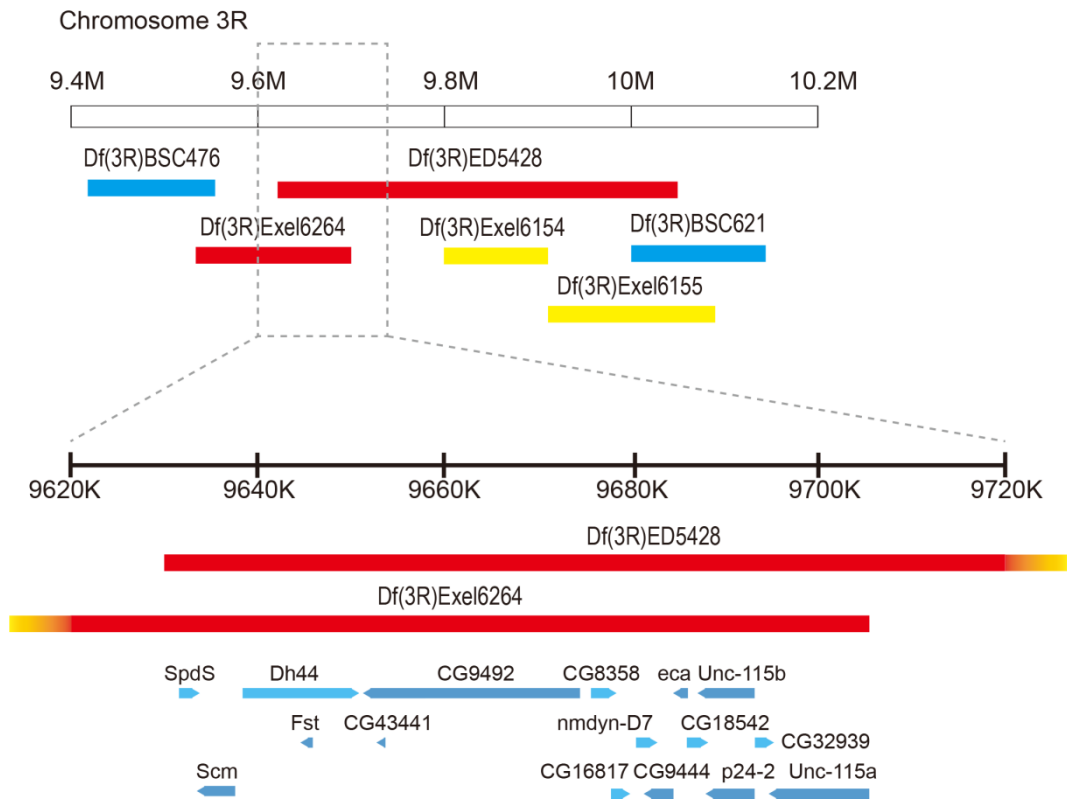 Chromosome 3R
9.4M 9.6M 9.8M 10M 10.2M
Df(3R)BSC476 Df(3R)ED5428
Df(3R)Exel6264 Df(3R)Exel6154 Df(3R)BSC621
Df(3R)Exel6155
9620K 9640K 9660K 9680K 9700K 9720K
Df(3R)ED5428
Df(3R)Exel6264
SpdS Dh44 CG9492 CG8358 eca Unc-115b
Fst CG43441 nmdyn-D7 CG18542 CG32939
Scm CG16817 CG9444 p24-2 Unc-115a